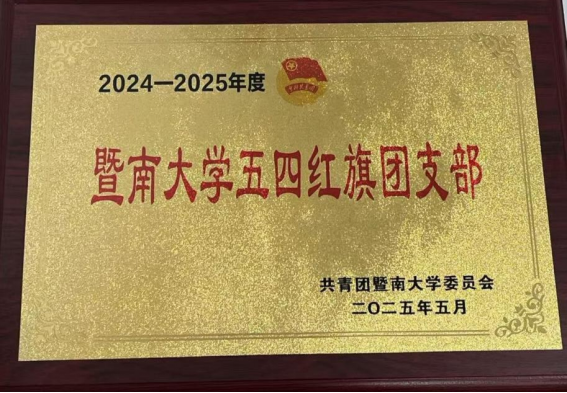 2024—2025年度
暨南大学五四红旗团支部
共青团暨南大学委员会
二〇二五年五月